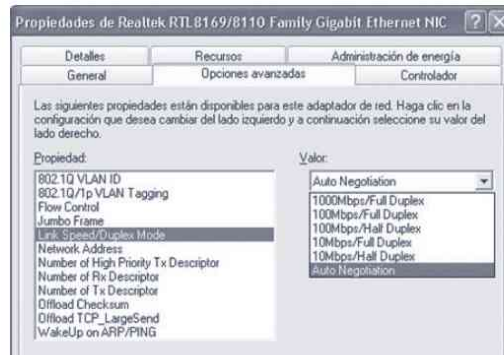 Propiedades de Realtek RTL8169/8110 Family Gigabit Ethernet NIC
Detalles
Recursos
Administración de energía
General
Opciones avanzadas
Controlador
Las siguientes propiedades están disponibles para este adaptador de red. Haga clic en la
configuración que desea cambiar del lado izquierdo y a continuación seleccione su valor del
lado derecho.
Propiedad:
802.1Q VLAN ID
802.1Q/1p VLAN Tagging
Flow Control
Jumbo Frame
Link Speed/Duplex Mode
Network Address
Number of High Priority Tx Descriptor
Number of Rx Descriptor
Number of Tx Descriptor
Offload Checksum
Offload TCP_LargeSend
WakeUp on ARP/PING
Valor:
Auto Negotiation
1000Mbps/Full Duplex
100Mbps/Full Duplex
100Mbps/Half Duplex
10Mbps/Full Duplex
10Mbps/Half Duplex
Auto Negotiation